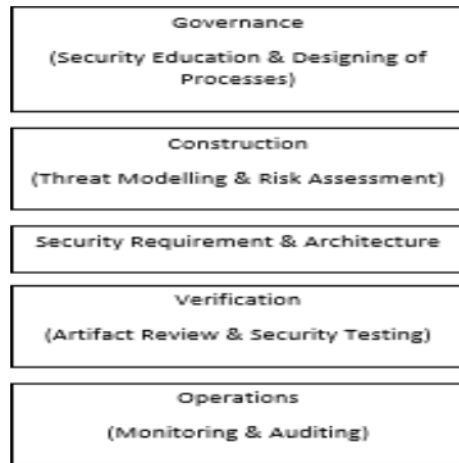 Governance
(Security Education & Designing of
Processes)
Construction
(Threat Modelling & Risk Assessment)
Security Requirement & Architecture
Verification
(Artifact Review & Security Testing)
Operations
(Monitoring & Auditing)